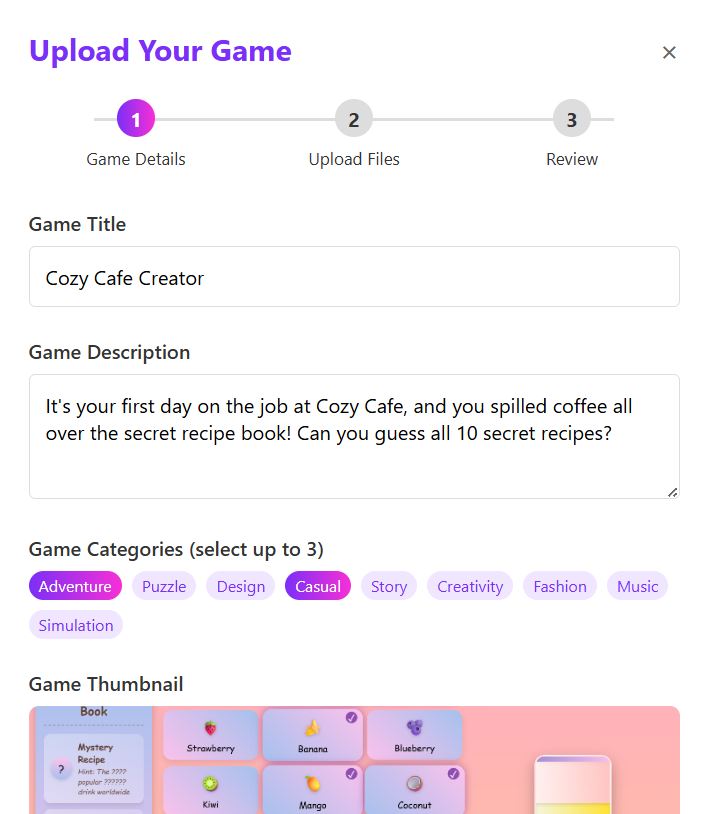 Upload Your Game
×
1
2
3
Game Details
Upload Files
Review
Game Title
Cozy Cafe Creator
Game Description
It's your first day on the job at Cozy Cafe, and you spilled coffee all
over the secret recipe book! Can you guess all 10 secret recipes?
Game Categories (select up to 3)
Adventure Puzzle Design Casual Story Creativity Fashion Music
Simulation
Game Thumbnail
Book
Mystery
Recipe
?
Hint: The ????
popular ??????
drink worldwide
Strawberry Banana Blueberry
Kiwi Mango Coconut